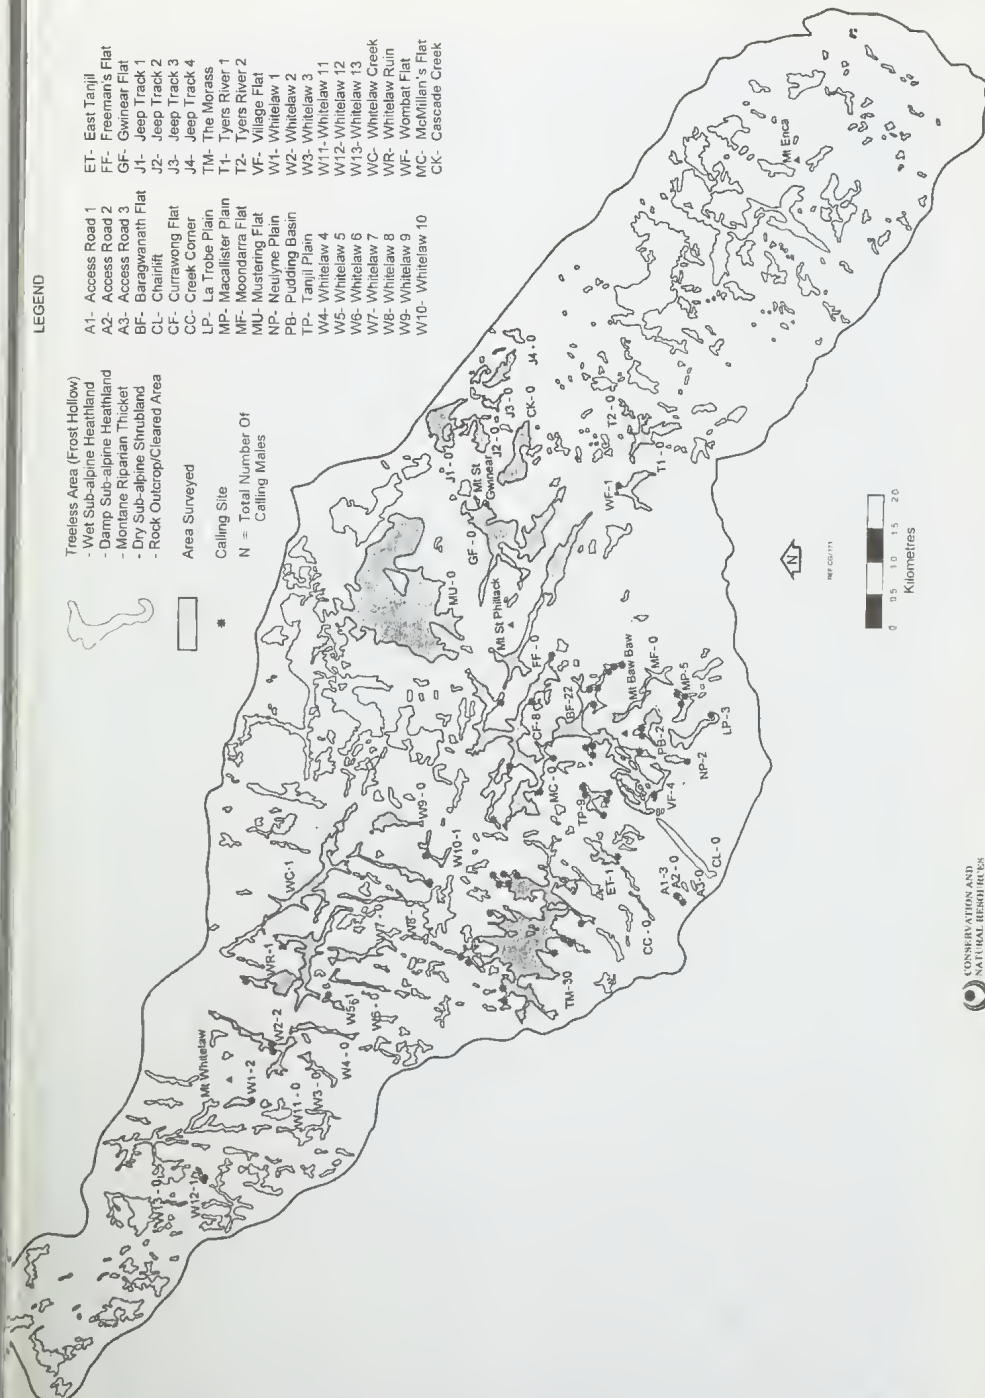 LEGEND
Treeless Area (Frost Hollow)
- Wet Sub-alpine Heathland
- Damp Sub-alpine Heathland
- Montane Riparian Thicket
- Dry Sub-alpine Shrubland
- Rock Outcrop/Cleared Area
Area Surveyed
Calling Site
N = Total Number Of
Calling Males
A1- Access Road 1
A2- Access Road 2
A3- Access Road 3
BF- Baragwanath Flat
CL- Chairlift
CF- Currawong Flat
CC- Creek Corner
LP- La Trobe Plain
MP- Macallister Plain
MF- Moondarra Flat
MU- Mustering Flat
NP- Neulyne Plain
PB- Puding Basin
TP- Tanjil Plain
W4- Whitelaw 4
W5- Whitelaw 5
W6- Whitelaw 6
W7- Whitelaw 7
W8- Whitelaw 8
W9- Whitelaw 9
W10- Whitelaw 10
ET- East Tanjil
FF- Freeman's Flat
GF- Gwinear Flat
J1- Jeep Track 1
J2- Jeep Track 2
J3- Jeep Track 3
J4- Jeep Track 4
TM- The Morass
T1- Tyers River 1
T2- Tyers River 2
VF- Village Flat
W1- Whitelaw 1
W2- Whitelaw 2
W3- Whitelaw 3
W11- Whitelaw 11
W12- Whitelaw 12
W13- Whitelaw 13
WC- Whitelaw Creek
WR- Whitelaw Ruin
WF- Wombat Flat
MC- McMillen's Flat
CK- Cascade Creek
W13-0
W12-1
Mt Whitelaw
W1-2
W11-0
W3-0
W2-2
W4-0
WR-1
W6-0
WC-1
W7-0
W8-0
W9-0
W10-1
TM-30
CC-0
ET-1
A1-3
A2-0
A3-0
CL-0
MC-0
TP-9
VF-4
NP-2
PB-2
LP-3
MP-5
MF-0
Mt Baw Baw
BF-22
FF-0
Mt St Phillack
MU-0
GF-0
Mt St
Gwinear
J1-0
J2-0
J3-0
J4-0
CK-0
WF-1
T1-0
T2-0
Mt Erica
N
0 0.5 1.0 1.5 2.0
Kilometres
CONSERVATION AND
NATURAL RESOURCES